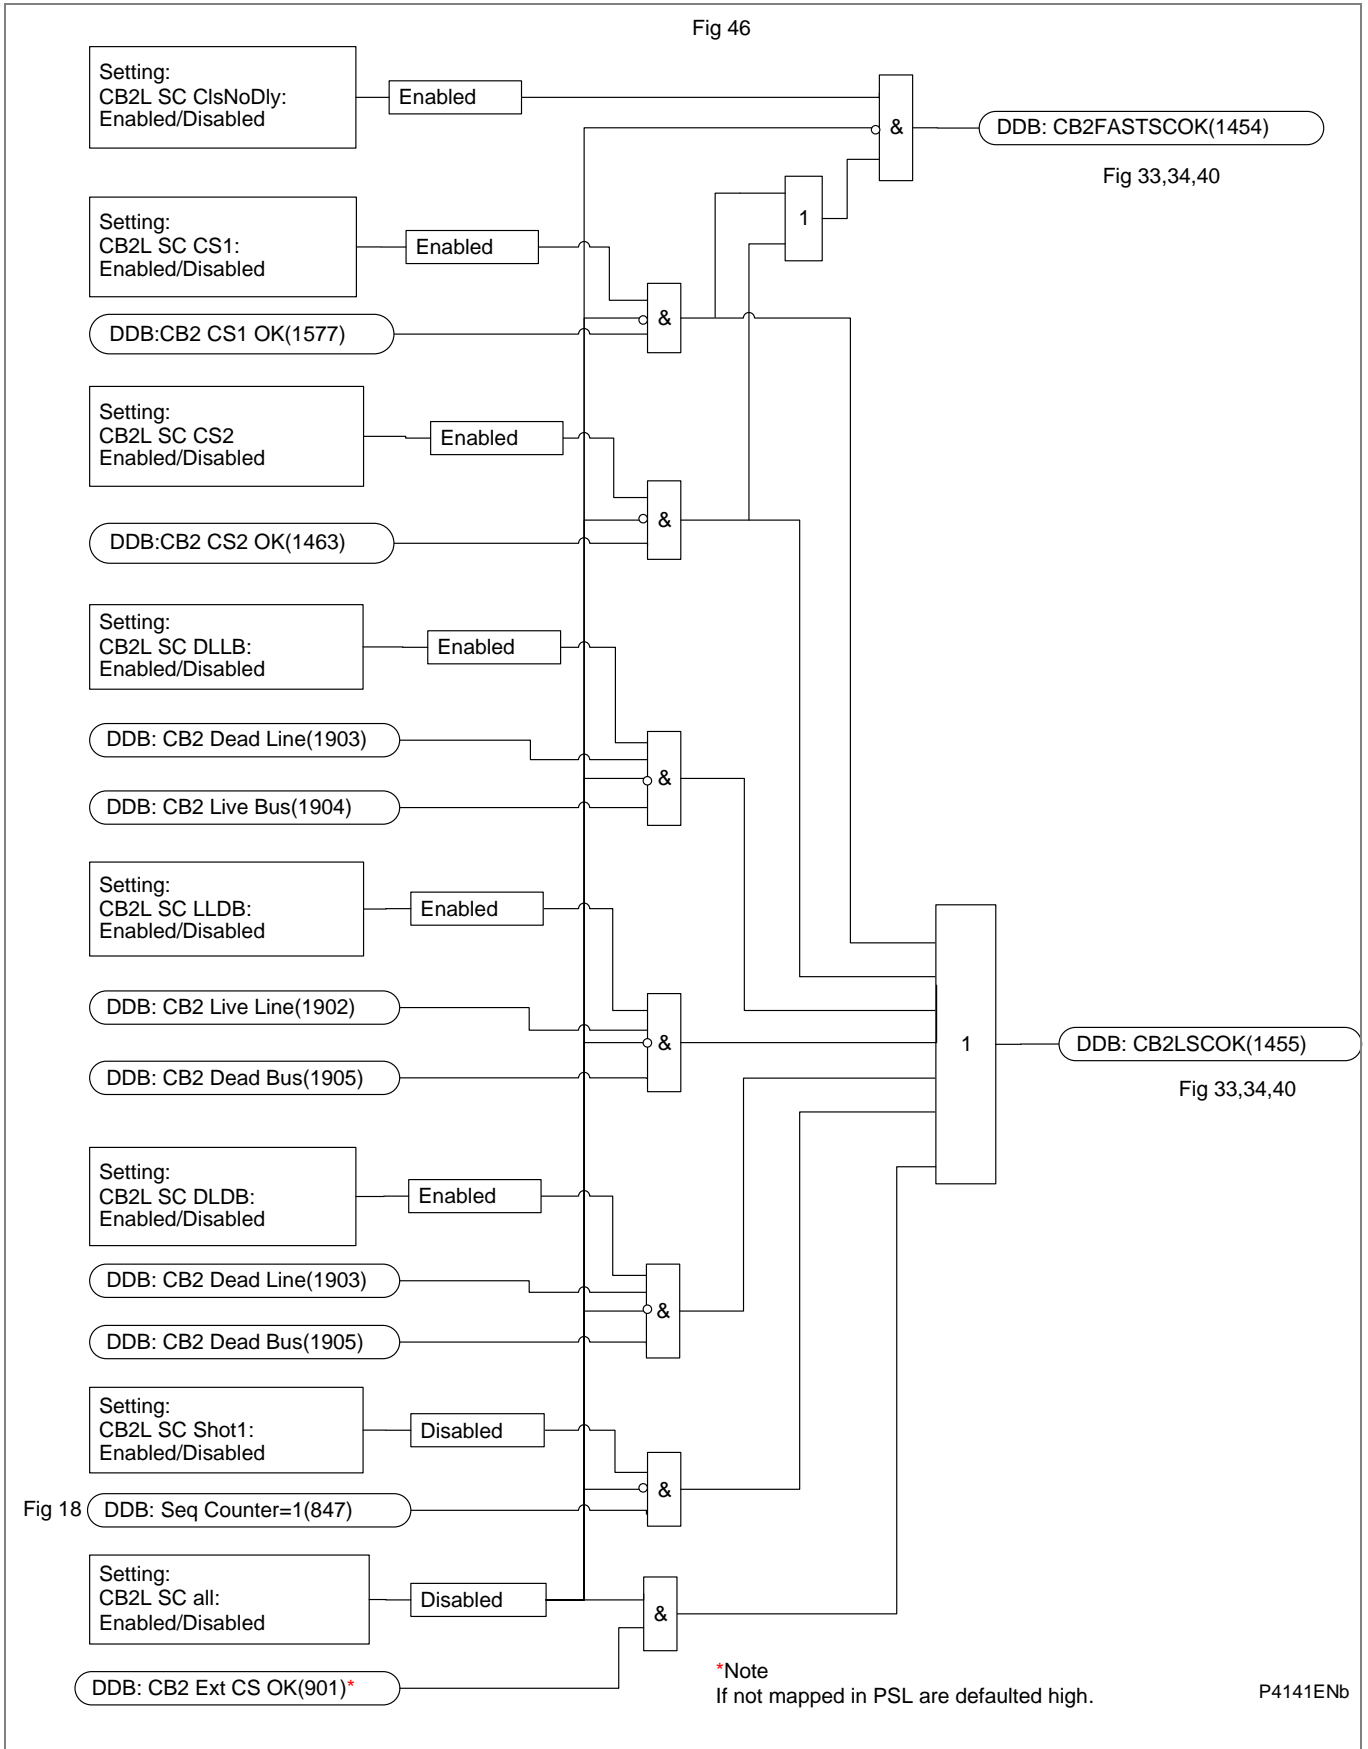 Fig 46
Setting:
CB2L SC ClsNoDly:
Enabled/Disabled
Enabled
&
DDB: CB2FASTSCOK(1454)
Fig 33,34,40
1
Setting:
CB2L SC CS1:
Enabled/Disabled
Enabled
&
DDB:CB2 CS1 OK(1577)
Setting:
CB2L SC CS2
Enabled/Disabled
Enabled
&
DDB:CB2 CS2 OK(1463)
Setting:
CB2L SC DLLB:
Enabled/Disabled
Enabled
DDB: CB2 Dead Line(1903)
&
DDB: CB2 Live Bus(1904)
Setting:
CB2L SC LLDB:
Enabled/Disabled
Enabled
DDB: CB2 Live Line(1902)
&
DDB: CB2 Dead Bus(1905)
1
DDB: CB2LSCOK(1455)
Fig 33,34,40
Setting:
CB2L SC DLDB:
Enabled/Disabled
Enabled
DDB: CB2 Dead Line(1903)
&
DDB: CB2 Dead Bus(1905)
Setting:
CB2L SC Shot1:
Enabled/Disabled
Disabled
&
Fig 18
DDB: Seq Counter=1(847)
Setting:
CB2L SC all:
Enabled/Disabled
Disabled
&
DDB: CB2 Ext CS OK(901)*
*Note
If not mapped in PSL are defaulted high.
P4141ENb